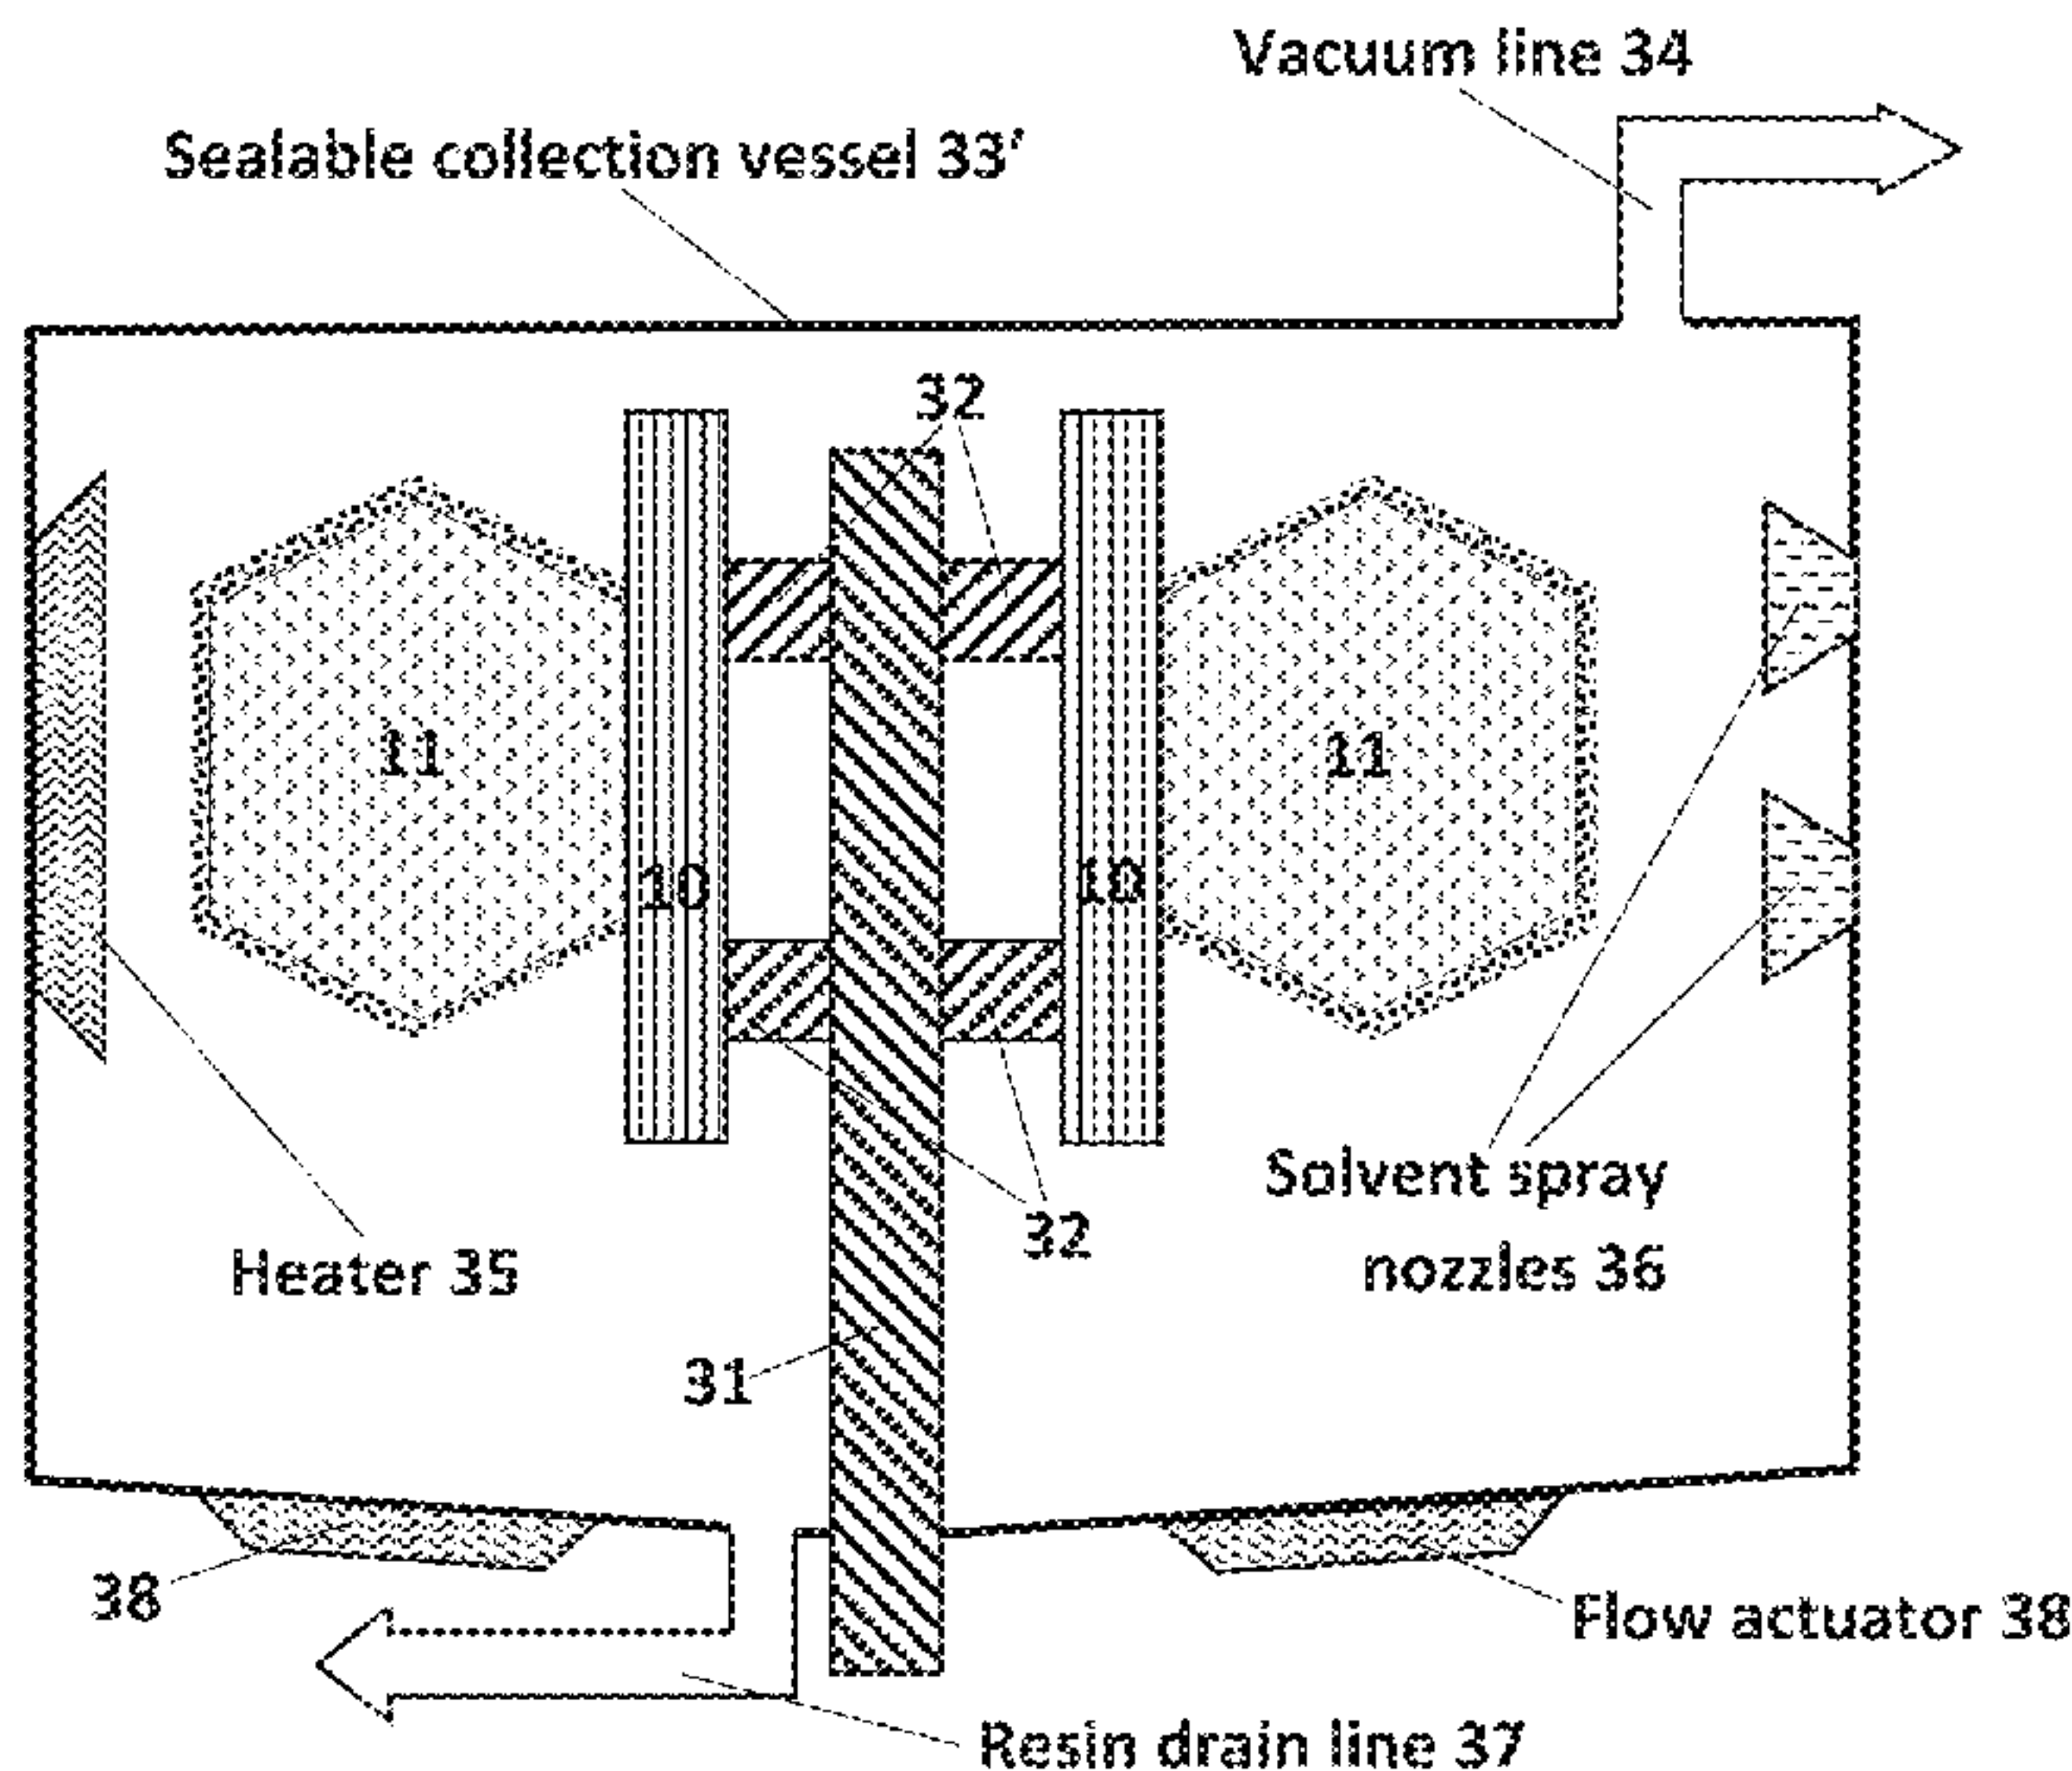 Vacuum line 34
Sealable collection vessel 33'
32
11
11
10
10
Solvent spray
nozzles 36
32
Heater 35
31
38
Flow actuator 38
Resin drain line 37